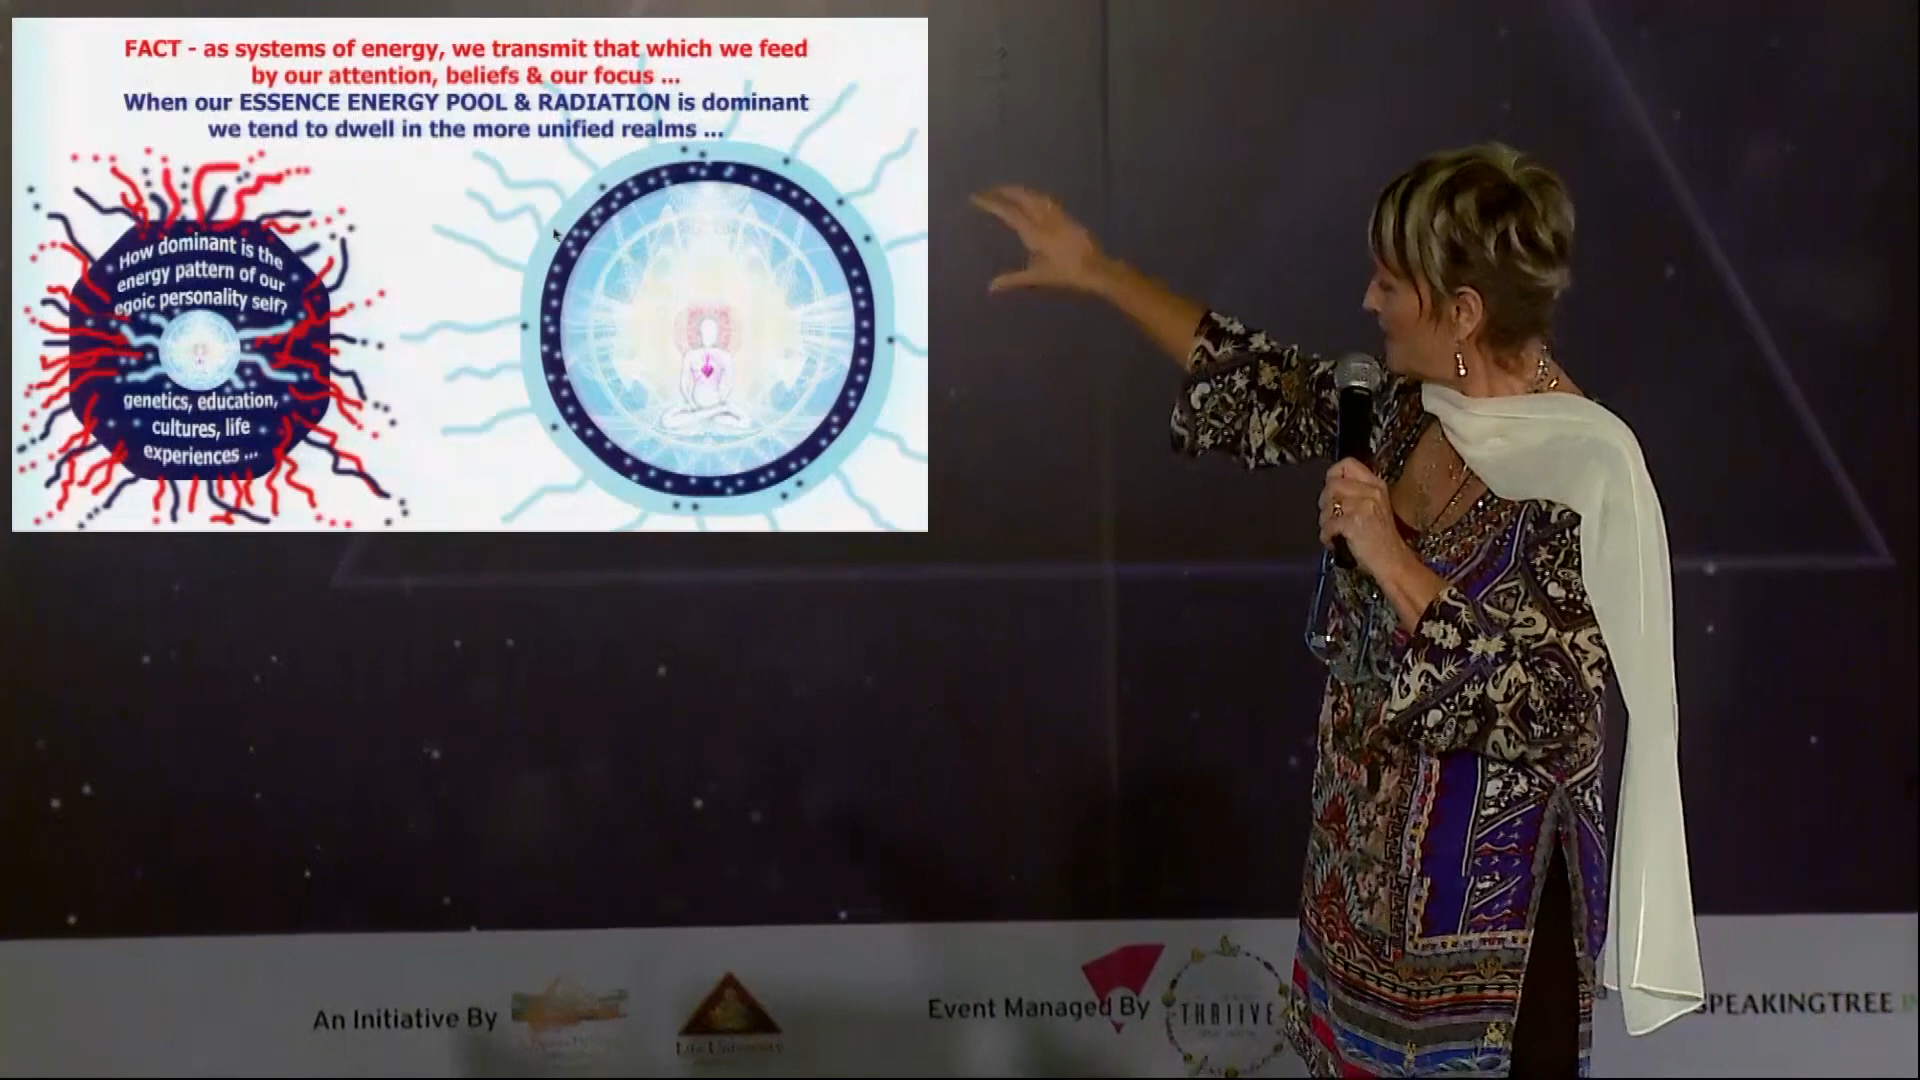 FACT - as systems of energy, we transmit that which we feed
by our attention, beliefs & our focus ...
When our ESSENCE ENERGY POOL & RADIATION is dominant
we tend to dwell in the more unified realms ...
How dominant is the
energy pattern of our
egoic personality self?
genetics, education,
cultures, life
experiences ...
An Initiative By
Life University
Event Managed By
THRIIVE
SPEAKINGTREE